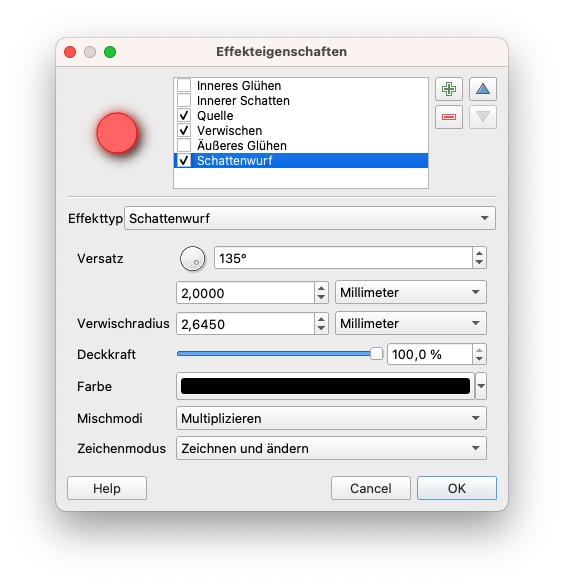 Effekteigenschaften
Inneres Glühen
Innerer Schatten
Quelle
Verwischen
Äußeres Glühen
Schattenwurf
Effekttyp Schattenwurf
Versatz 135°
2,0000 Millimeter
Verwischradius 2,6450 Millimeter
Deckkraft 100,0 %
Farbe
Mischmodi Multiplizieren
Zeichenmodus Zeichnen und ändern
Help Cancel OK